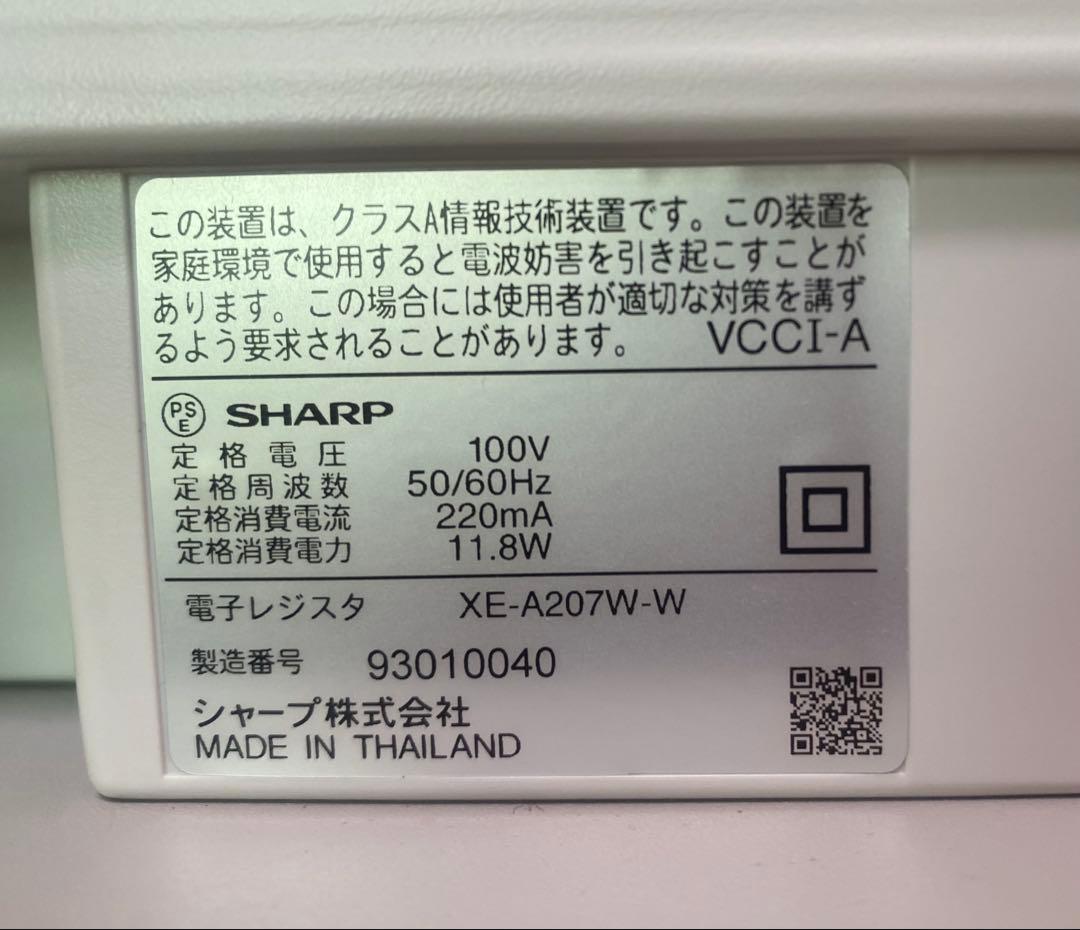 この装置は、クラスA情報技術装置です。この装置を
家庭環境で使用すると電波妨害を引き起こすことが
あります。この場合には使用者が適切な対策を講ず
るよう要求されることがあります。 VCCI-A
PSE SHARP
定格電圧 100V
定格周波数 50/60Hz
定格消費電流 220mA
定格消費電力 11.8W
電子レジスタ XE-A207W-W
製造番号 93010040
シャープ株式会社
MADE IN THAILAND